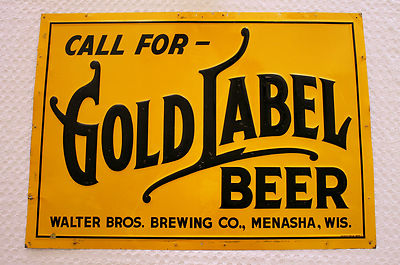 CALL FOR –
GOLD LABEL
BEER
WALTER BROS. BREWING CO., MENASHA, WIS.